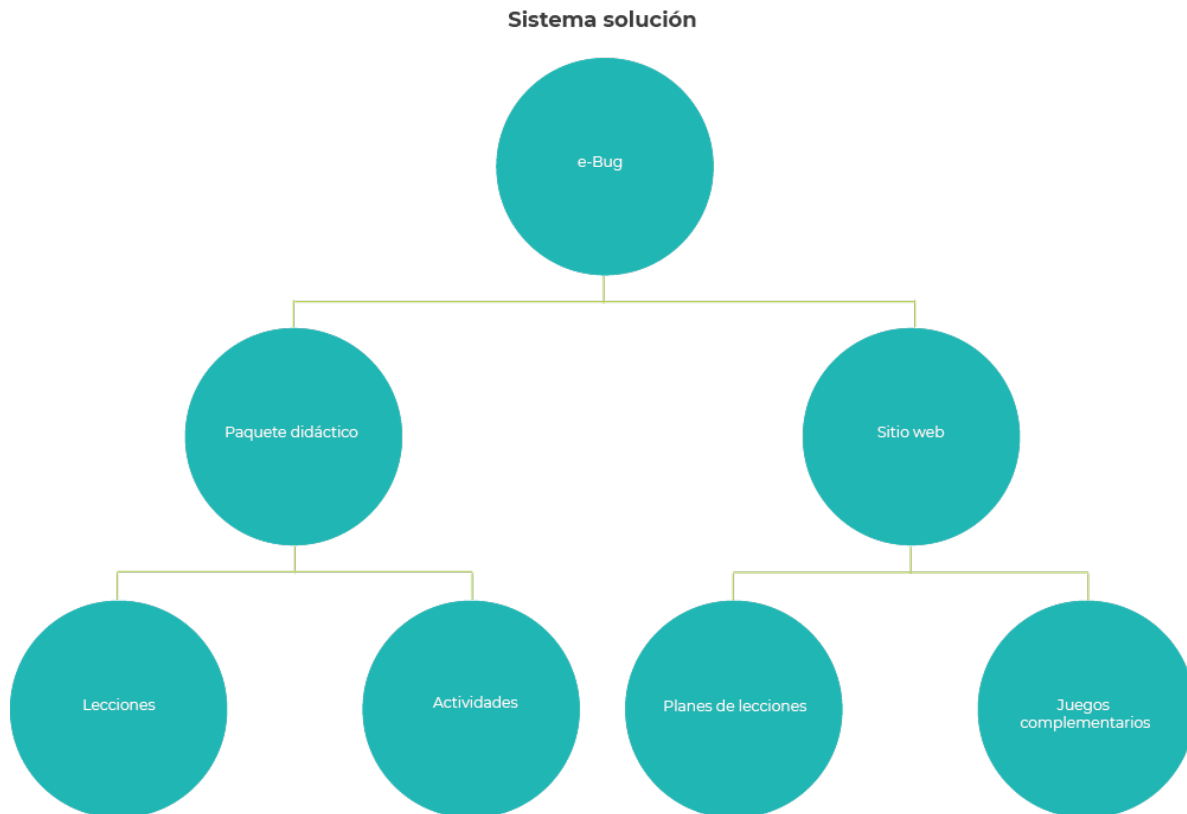 Sistema solución
e-Bug
Paquete didáctico
Sitio web
Lecciones
Actividades
Planes de lecciones
Juegos
complementarios